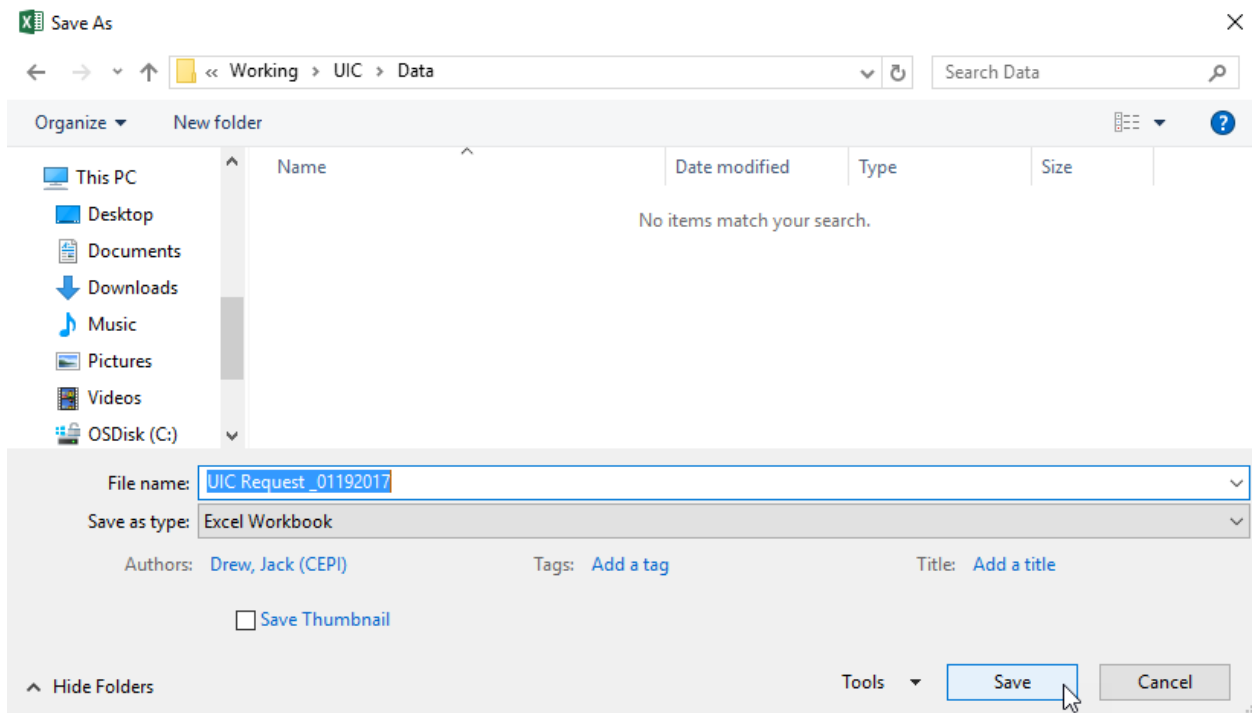 Save As
« Working > UIC > Data
Search Data
Organize
New folder
Name
Date modified
Type
Size
This PC
Desktop
Documents
Downloads
Music
Pictures
Videos
OSDisk (C:)
No items match your search.
File name: UIC Request _01192017
Save as type: Excel Workbook
Authors: Drew, Jack (CEPI)
Tags: Add a tag
Title: Add a title
Save Thumbnail
Hide Folders
Tools
Save
Cancel